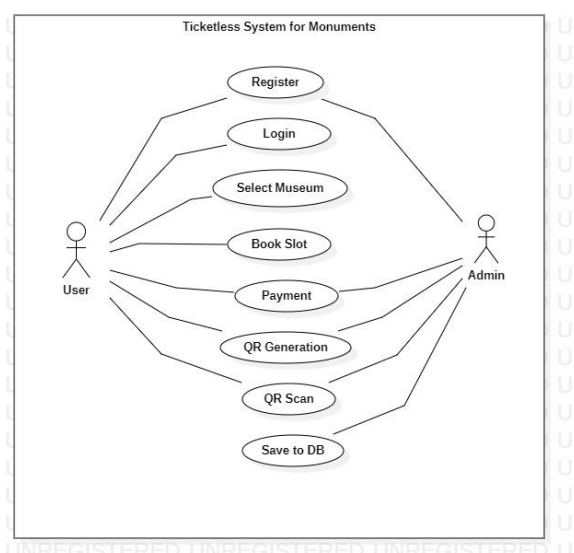 Ticketless System for Monuments
Register
Login
Select Museum
Book Slot
User
Admin
Payment
QR Generation
QR Scan
Save to DB
UNREGISTERED UNREGISTERED UNREGISTERED U